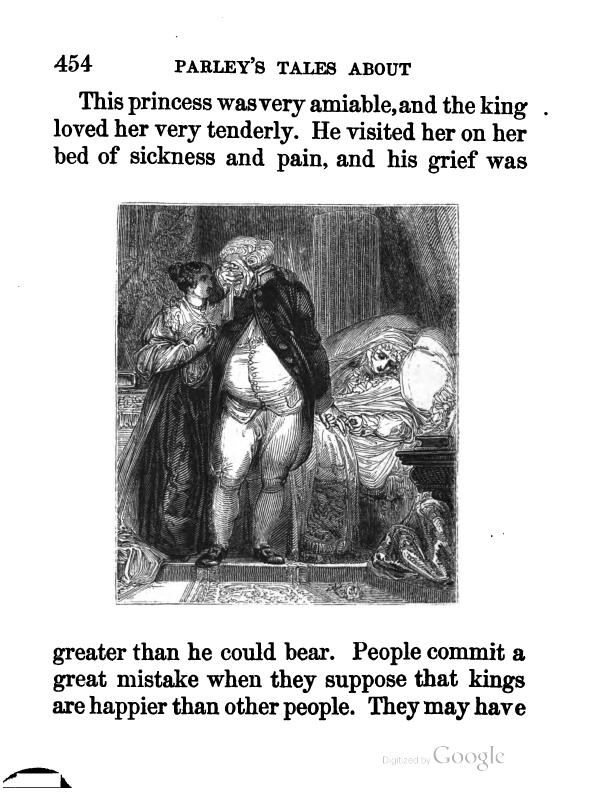 454 PARLEY'S TALES ABOUT
This princess was very amiable, and the king
loved her very tenderly. He visited her on her
bed of sickness and pain, and his grief was
greater than he could bear. People commit a
great mistake when they suppose that kings
are happier than other people. They may have
Digitized by Google